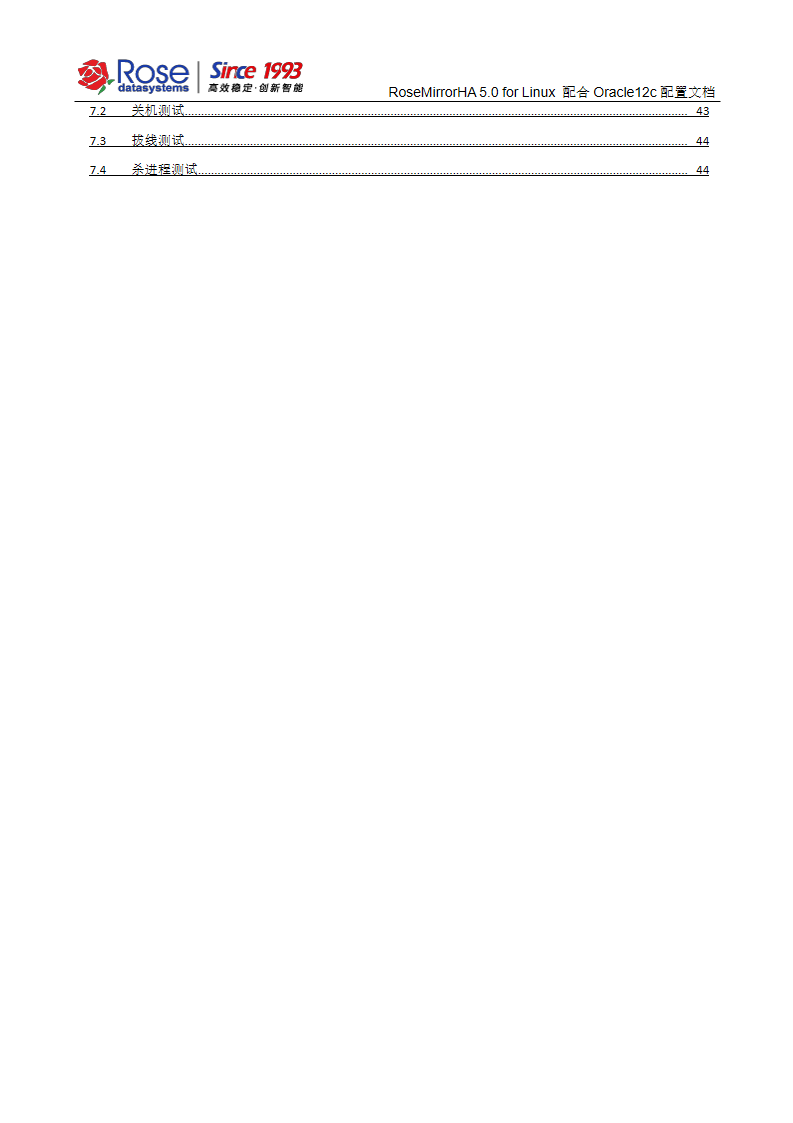 Rose
datasystems
Since 1993
高效稳定·创新智能
RoseMirrorHA 5.0 for Linux 配合 Oracle12c 配置文档
7.2 关机测试........................................................................................................ 43
7.3 拔线测试........................................................................................................ 44
7.4 杀进程测试..................................................................................................... 44